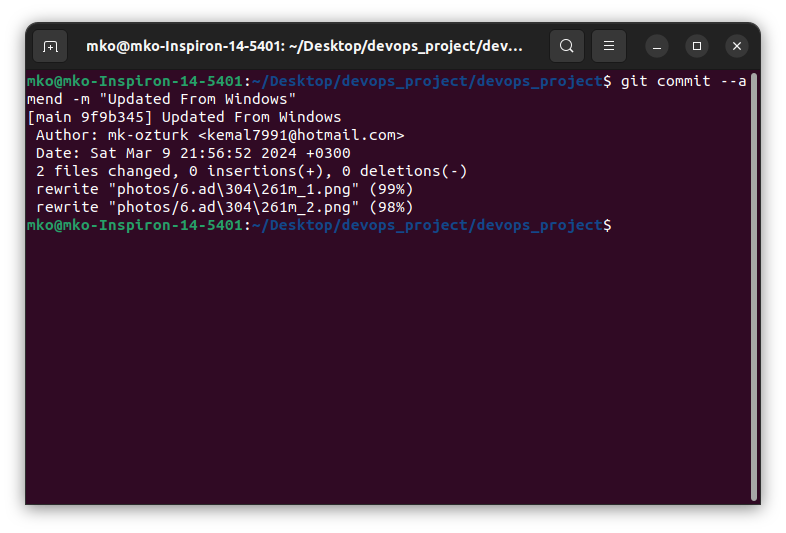 mko@mko-Inspiron-14-5401: ~/Desktop/devops_project/dev...
mko@mko-Inspiron-14-5401:~/Desktop/devops_project/devops_project$ git commit --a
mend -m "Updated From Windows"
[main 9f9b345] Updated From Windows
 Author: mk-ozturk <kemal7991@hotmail.com>
 Date: Sat Mar 9 21:56:52 2024 +0300
 2 files changed, 0 insertions(+), 0 deletions(-)
 rewrite "photos/6.ad\304\261m_1.png" (99%)
 rewrite "photos/6.ad\304\261m_2.png" (98%)
mko@mko-Inspiron-14-5401:~/Desktop/devops_project/devops_project$